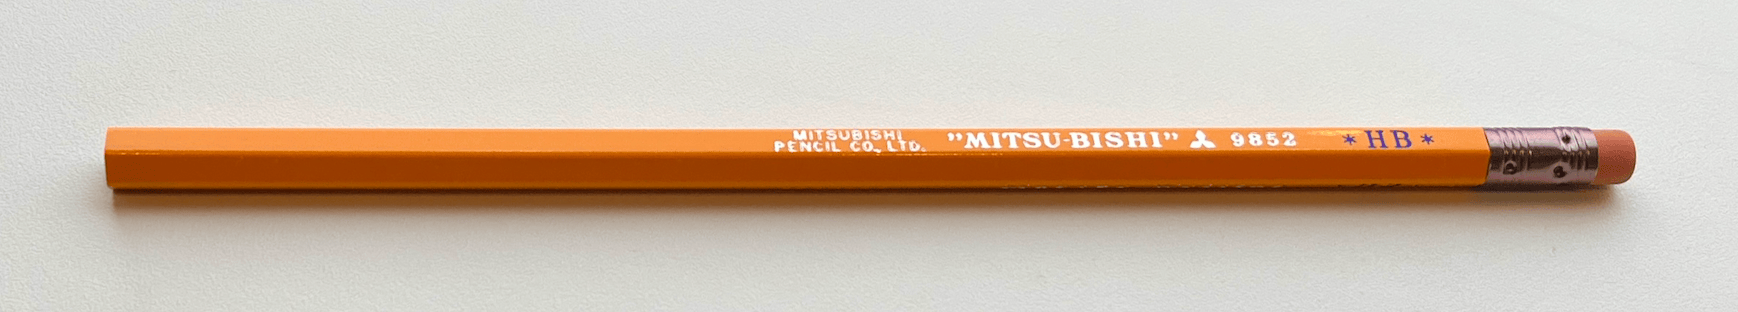 MITSUBISHI
PENCIL CO., LTD.
"MITSU-BISHI" 9852 * HB *